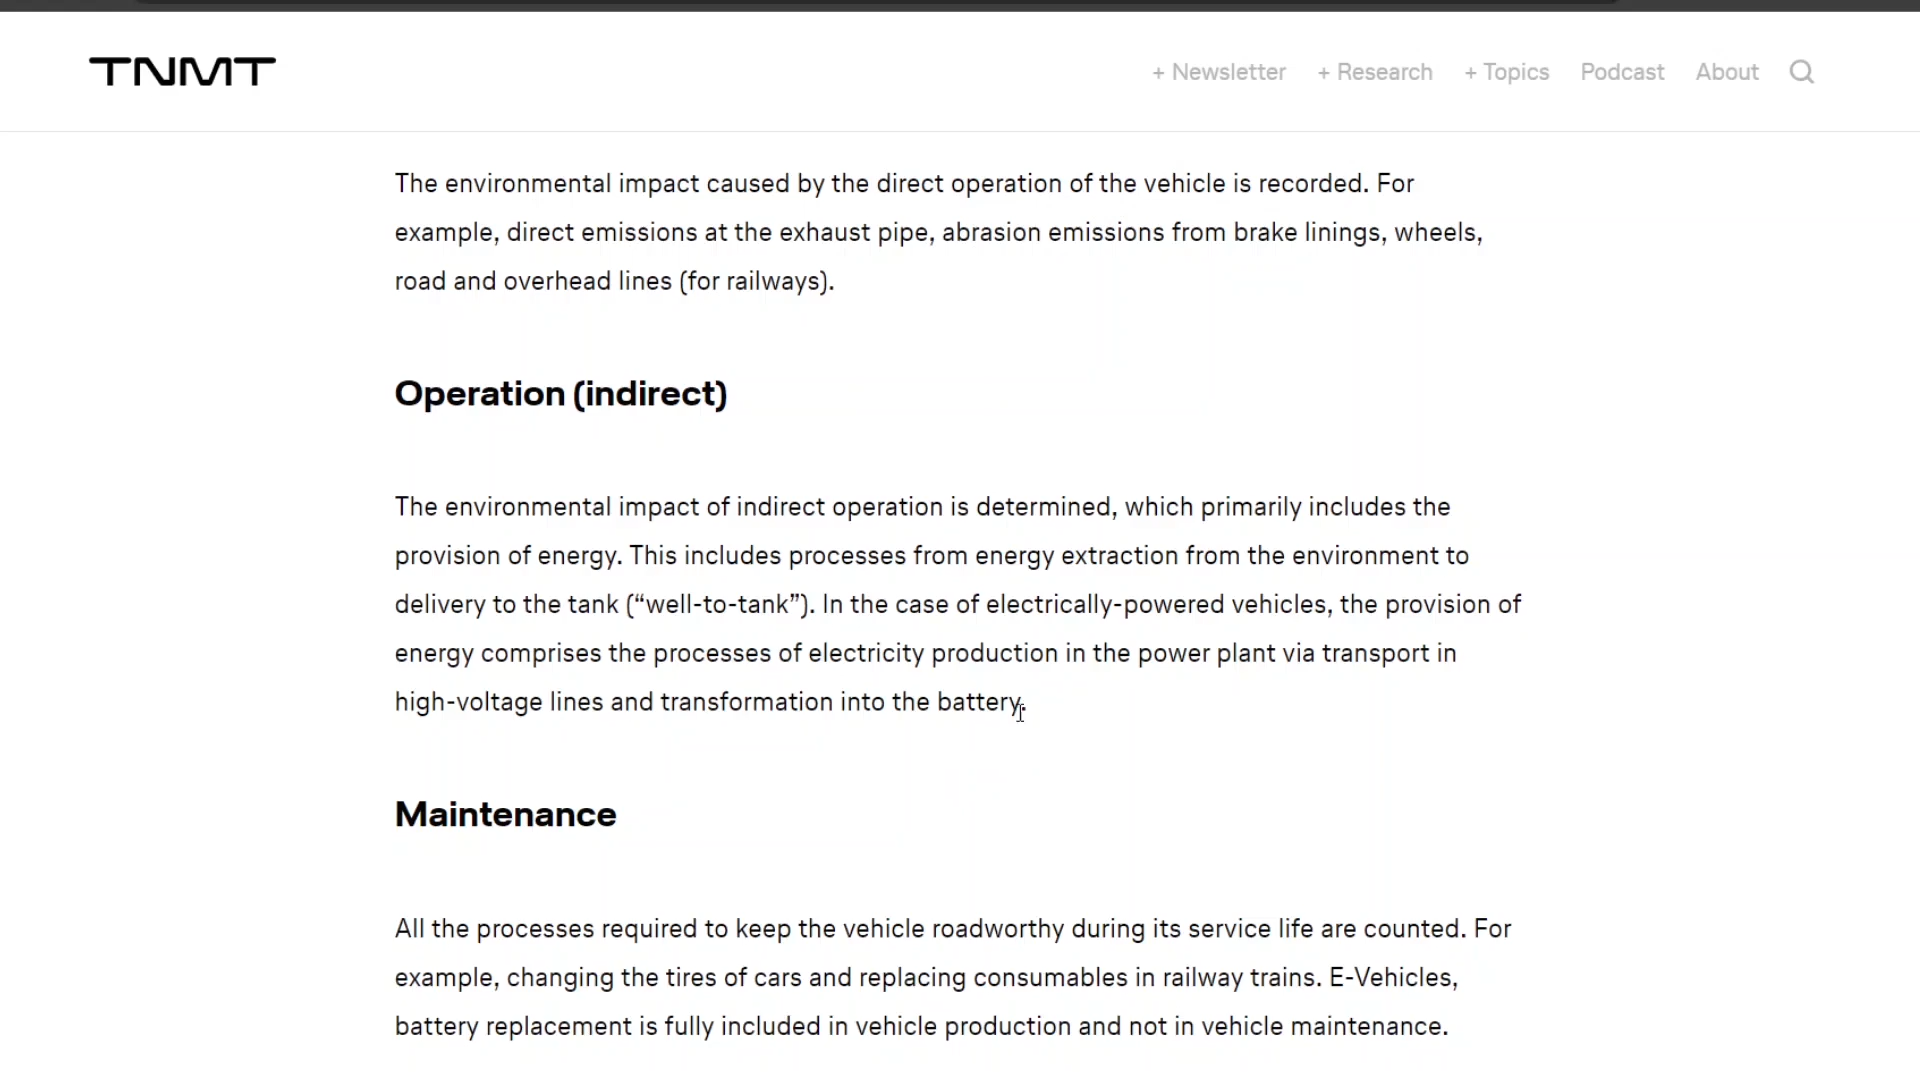 TNMT
+ Newsletter + Research + Topics Podcast About
The environmental impact caused by the direct operation of the vehicle is recorded. For
example, direct emissions at the exhaust pipe, abrasion emissions from brake linings, wheels,
road and overhead lines (for railways).
Operation (indirect)
The environmental impact of indirect operation is determined, which primarily includes the
provision of energy. This includes processes from energy extraction from the environment to
delivery to the tank (“well-to-tank”). In the case of electrically-powered vehicles, the provision of
energy comprises the processes of electricity production in the power plant via transport in
high-voltage lines and transformation into the battery.
Maintenance
All the processes required to keep the vehicle roadworthy during its service life are counted. For
example, changing the tires of cars and replacing consumables in railway trains. E-Vehicles,
battery replacement is fully included in vehicle production and not in vehicle maintenance.